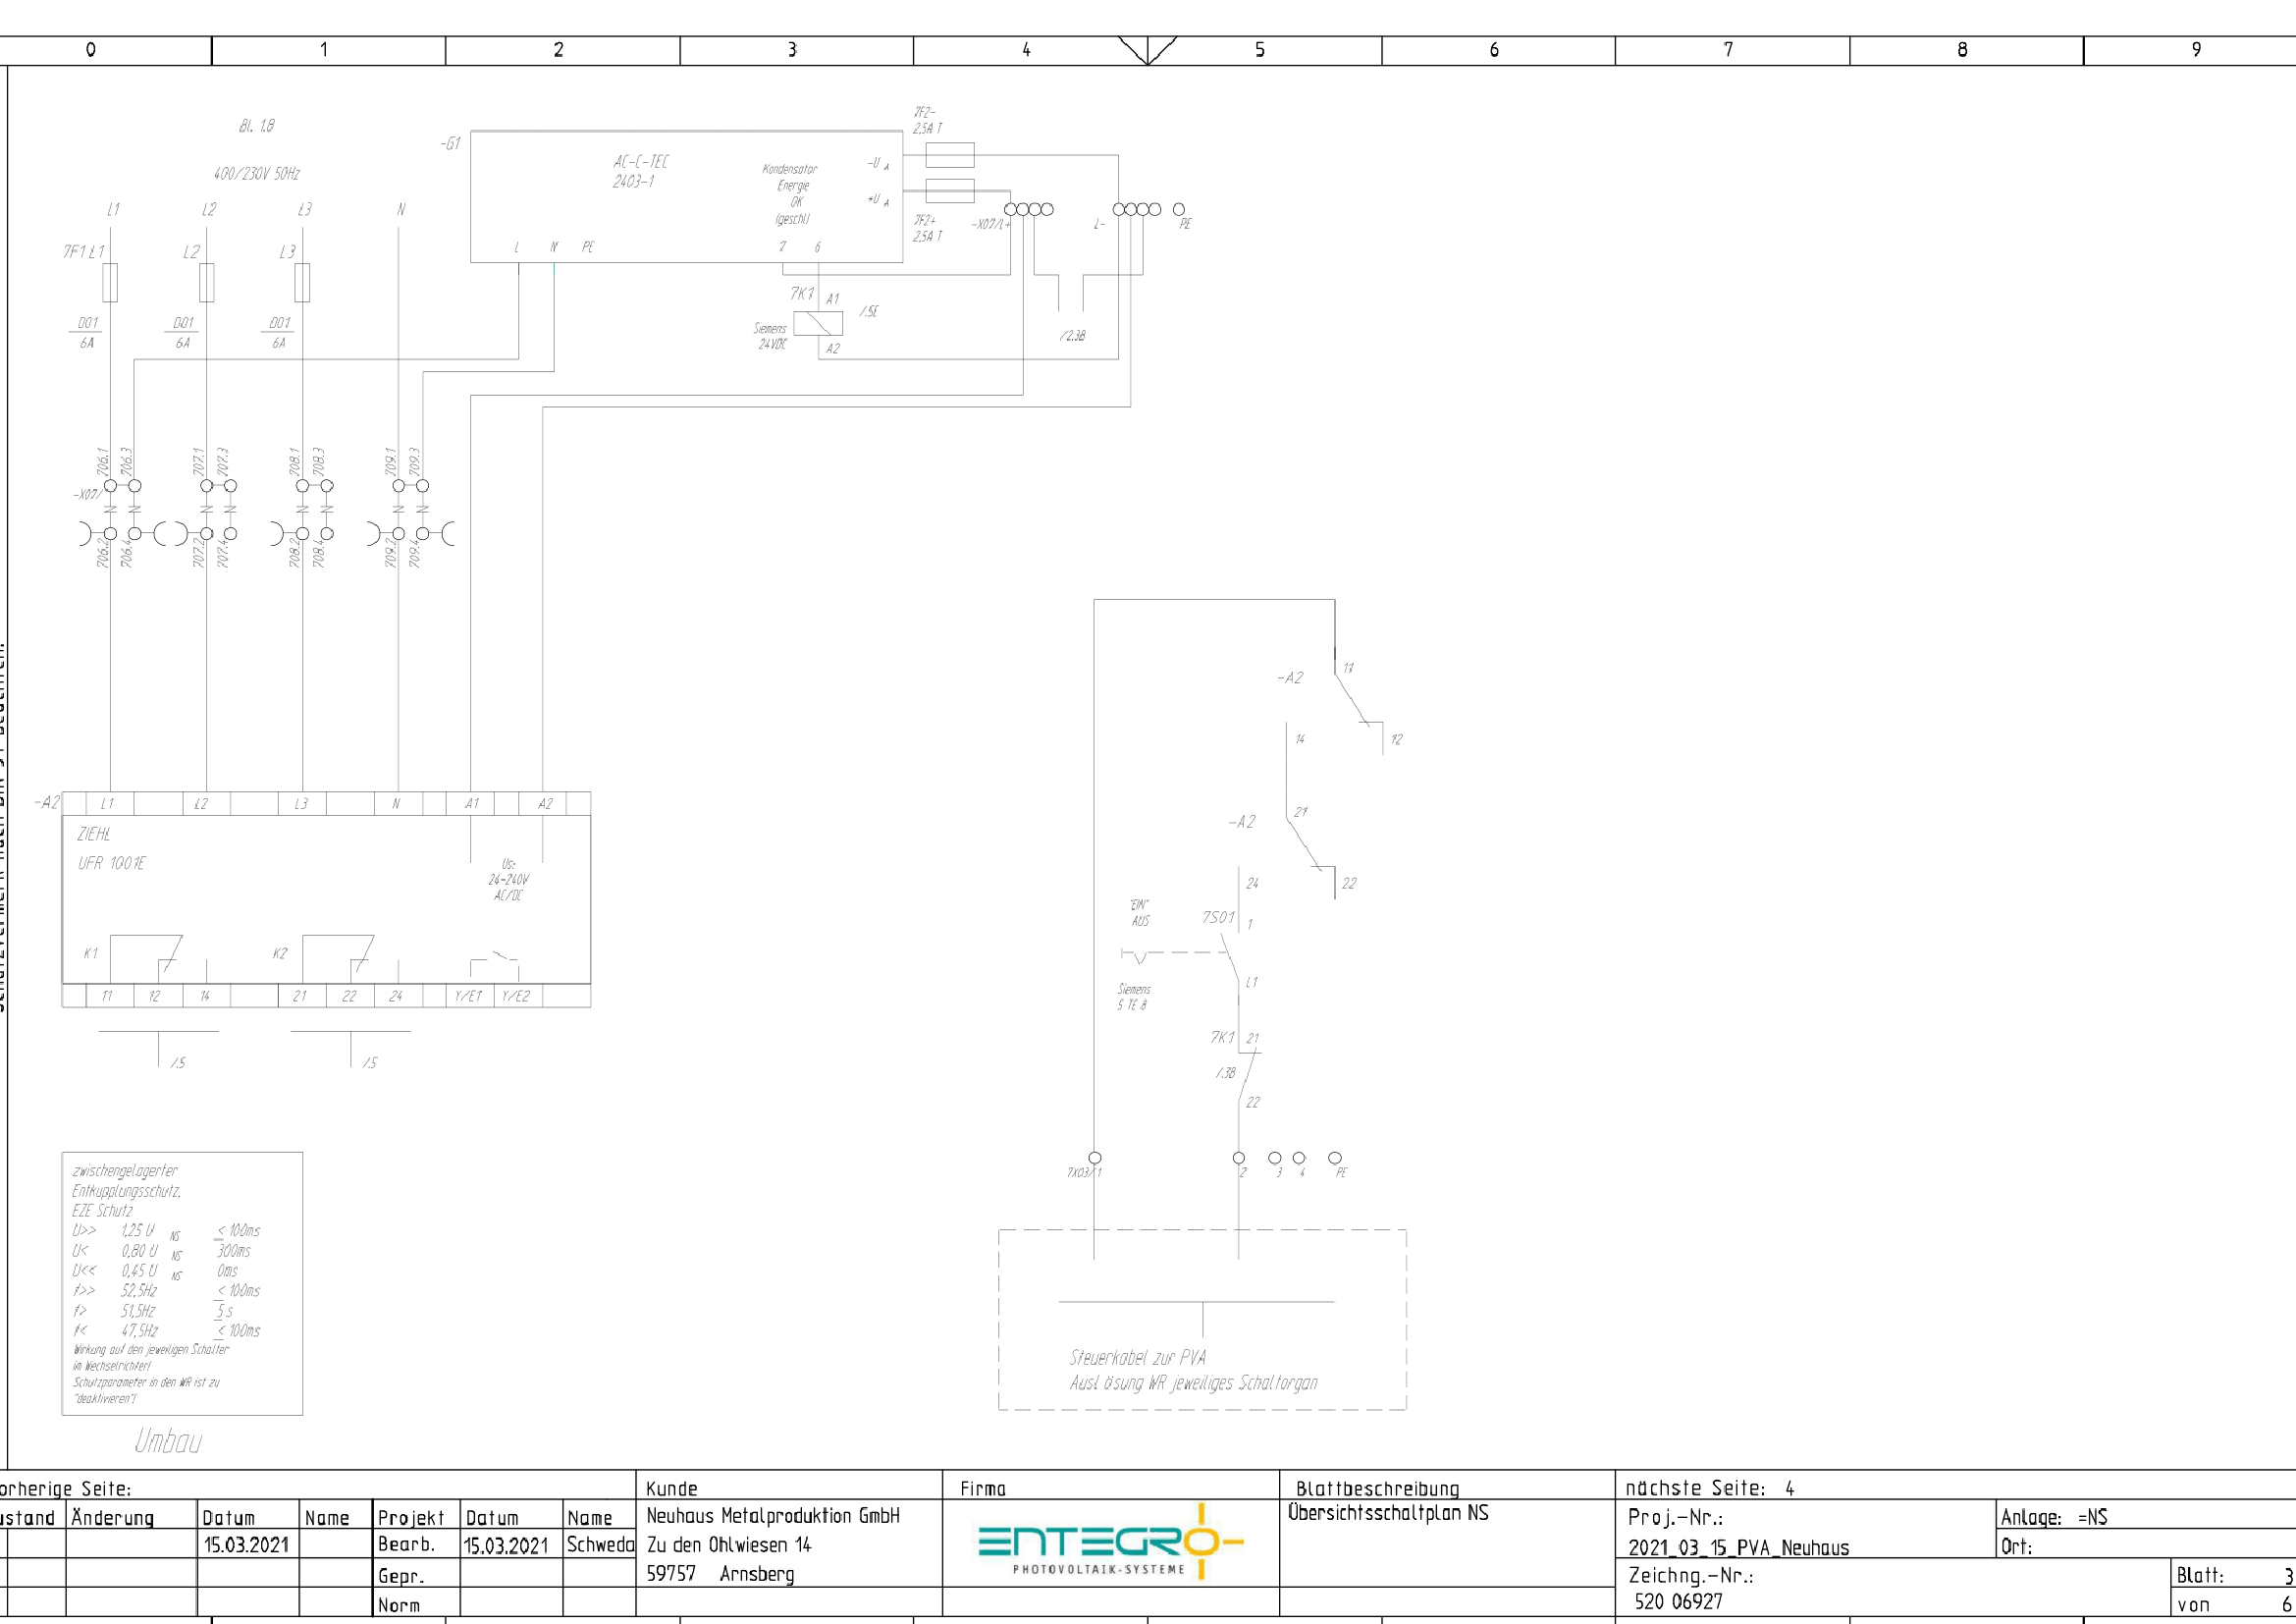 0 1 2 3 4 5 6 7 8 9
Bl. 1.8
400/230V 50Hz
L1 L2 L3 N
7F1 L1 L2 L3
D01 D01 D01
6A 6A 6A
-G1
AC-C-TEC
2403-1
Kondensator
Energie
OK
(geschl)
-U A
+U A
L N PE 7 6
7F2-
2,5A T
7F2+
2,5A T
-X07/L+
L-
PE
7K1 A1
/.5E
Siemens
24VDC
A2
/2.3B
706.1 706.3 707.1 707.3 708.1 708.3 709.1 709.3
-X07/
706.2 706.4 707.2 707.4 708.2 708.4 709.2 709.4
-A2 L1 L2 L3 N A1 A2
ZIEHL
UFR 1001E
Us:
24-240V
AC/DC
K1 K2
11 12 14 21 22 24 Y/E1 Y/E2
/.5 /.5
-A2 11
14 12
-A2 21
24 22
"EIN"
AUS
7S01 1
L1
Siemens
5 TE 8
7K1 21
/.3B
22
7X03/1 2 3 4 PE
Steuerkabel zur PVA
Ausl ösung WR jeweiliges Schaltorgan
zwischengelagerter
Entkupplungsschutz,
EZE Schutz
U>> 1,25 U NS ≤ 100ms
U< 0,80 U NS 300ms
U<< 0,45 U NS 0ms
f>> 52,5Hz ≤ 100ms
f> 51,5Hz 5 s
f< 47,5Hz ≤ 100ms
Wirkung auf den jeweiligen Schalter
im Wechselrichter!
Schutzparameter in den WR ist zu
"deaktivieren"!
Umbau
orherige Seite:
ustand Änderung Datum Name Projekt Datum Name
15.03.2021 Bearb. 15.03.2021 Schweda
Gepr.
Norm
Kunde
Neuhaus Metalproduktion GmbH
Zu den Ohlwiesen 14
59757 Arnsberg
Firma
ENTEGRO
PHOTOVOLTAIK-SYSTEME
Blattbeschreibung
Übersichtsschaltplan NS
nächste Seite: 4
Proj.-Nr.:
2021_03_15_PVA_Neuhaus
Anlage: =NS
Ort:
Zeichng.-Nr.:
520 06927
Blatt: 3
von 6